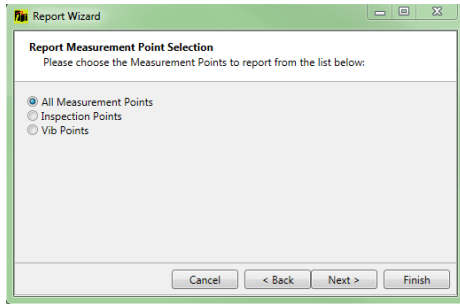 Report Wizard
Report Measurement Point Selection
Please choose the Measurement Points to report from the list below:
All Measurement Points
Inspection Points
Vib Points
Cancel
< Back
Next >
Finish